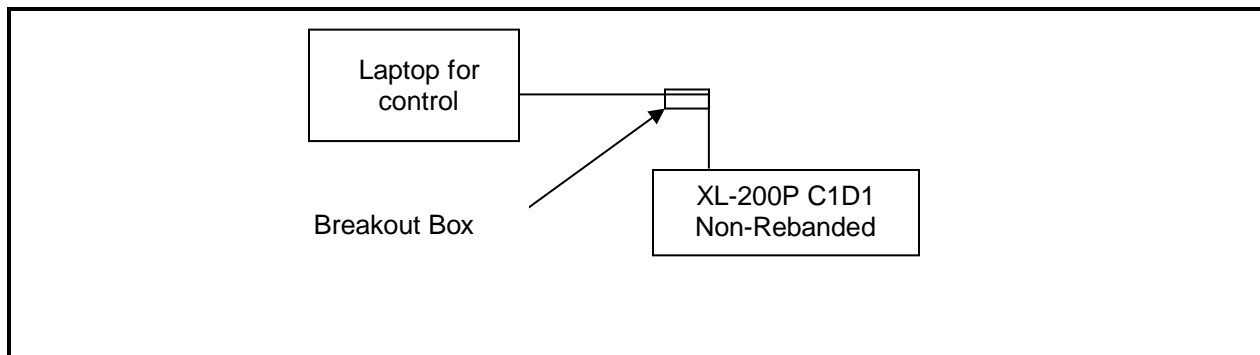 Laptop for
control
Breakout Box
XL-200P C1D1
Non-Rebanded